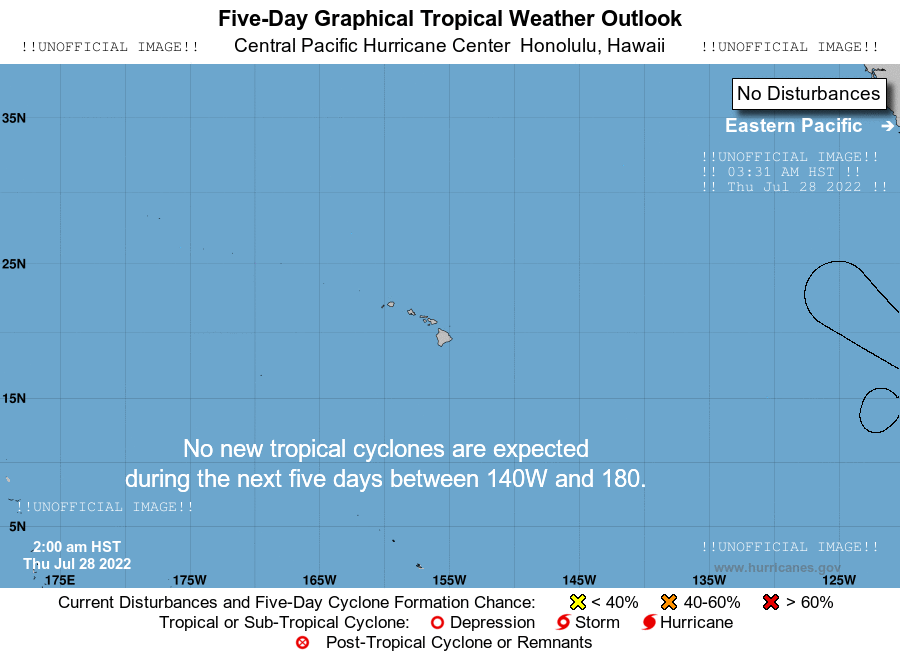 Five-Day Graphical Tropical Weather Outlook
!!UNOFFICIAL IMAGE!! Central Pacific Hurricane Center Honolulu, Hawaii !!UNOFFICIAL IMAGE!!
No Disturbances
35N
Eastern Pacific
!!UNOFFICIAL IMAGE!!
!! 03:31 AM HST !!
!! Thu Jul 28 2022 !!
25N
15N
No new tropical cyclones are expected
during the next five days between 140W and 180.
!!UNOFFICIAL IMAGE!!
5N
2:00 am HST
Thu Jul 28 2022
!!UNOFFICIAL IMAGE!!
www.hurricanes.gov
175E 175W 165W 155W 145W 135W 125W
Current Disturbances and Five-Day Cyclone Formation Chance: < 40% 40-60% > 60%
Tropical or Sub-Tropical Cyclone: Depression Storm Hurricane
Post-Tropical Cyclone or Remnants